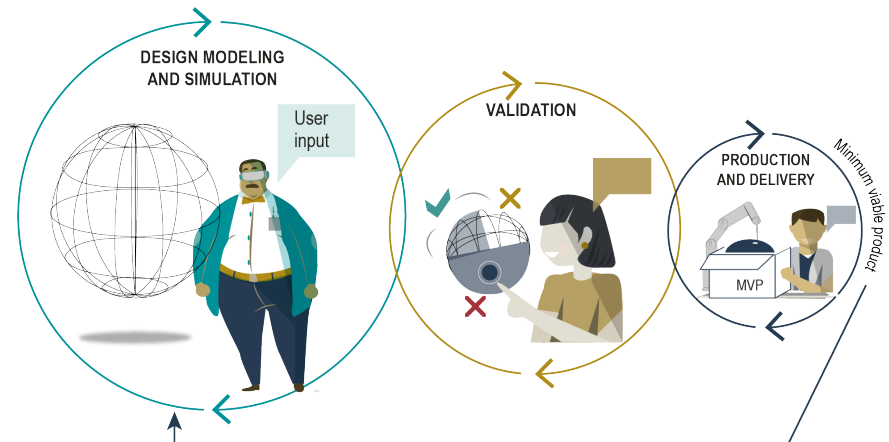 DESIGN MODELING
AND SIMULATION
User
input
VALIDATION
PRODUCTION
AND DELIVERY
MVP
Minimum viable product